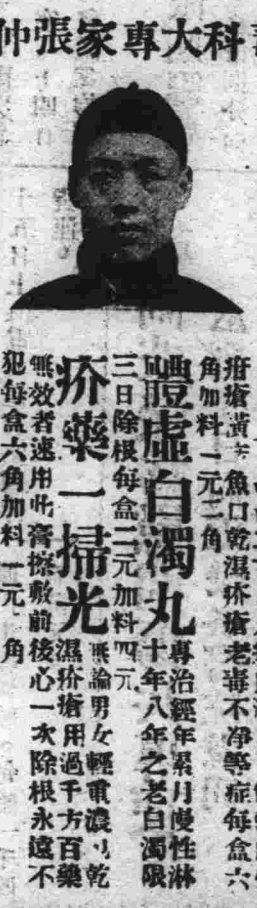 科大專家張仲
疳瘡黃
魚口乾濕疥瘡老毒不净等症每盒六
角加料一元二角
體虛白濁丸
專治經年累月慢性淋
十年八年之老白濁限
三日除根每盒二元加料四元
疥藥一掃光
無論男女輕重濃乾
濕疥瘡用過千方百藥
無效者速用此膏擦敷前後心一次除根永遠不
犯每盒六角加料一元 角